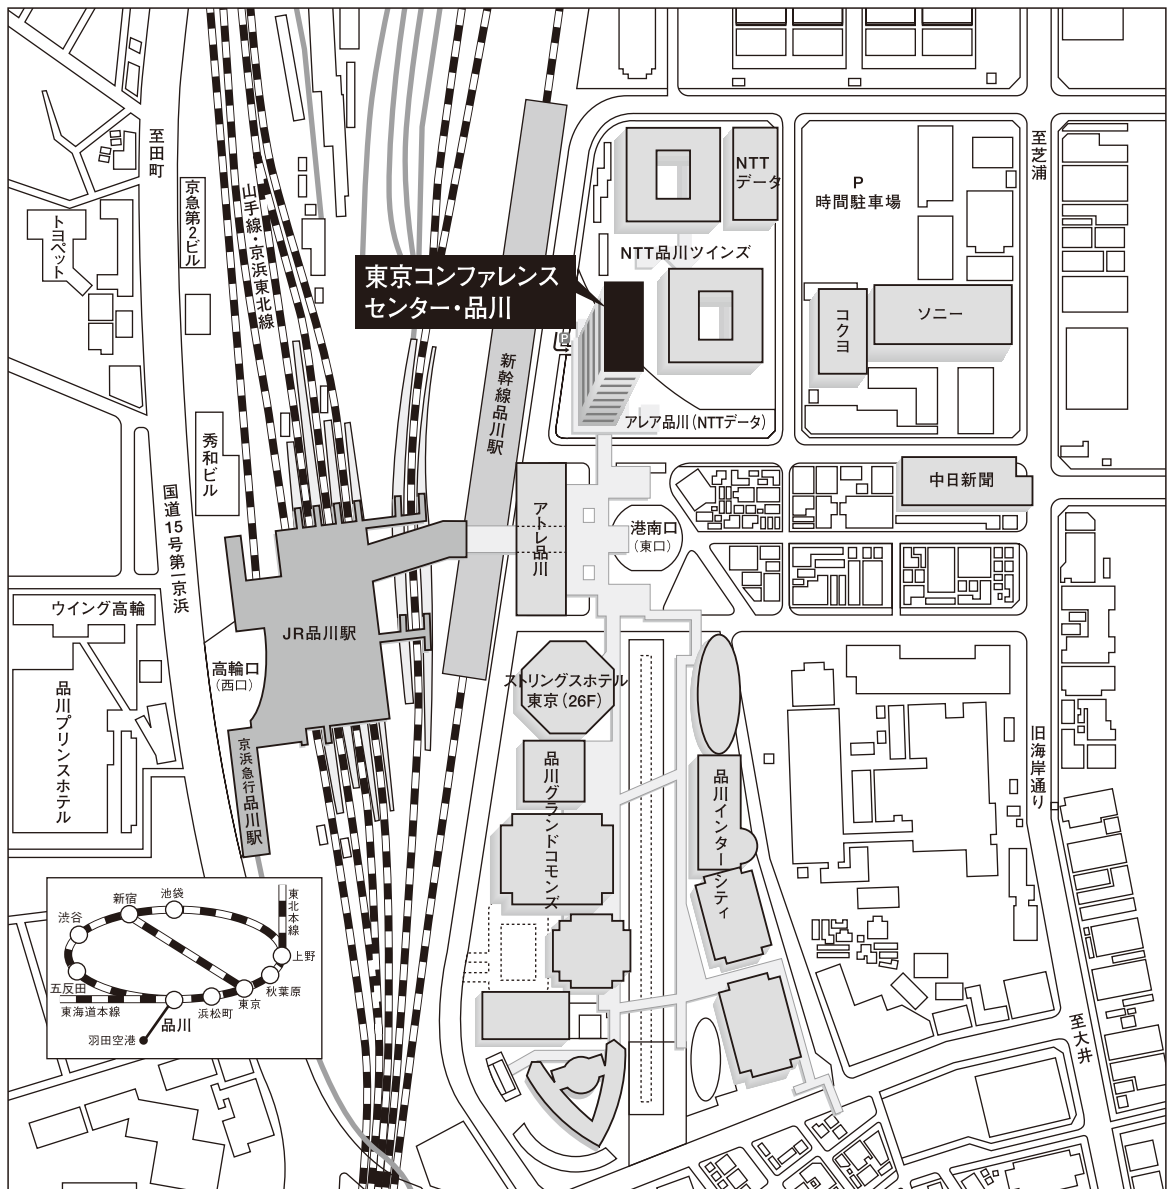 至田町
京急第2ビル
トヨペット
山手線・京浜東北線
東京コンファレンス
センター・品川
NTT
データ
NTT品川ツインズ
P
時間駐車場
至芝浦
コクヨ
ソニー
P
アレア品川(NTTデータ)
新幹線品川駅
秀和ビル
国道15号第一京浜
アトレ品川
港南口
(東口)
中日新聞
ウイング高輪
JR品川駅
高輪口
(西口)
品川プリンスホテル
京浜急行品川駅
ストリングスホテル
東京(26F)
品川グランドコモンズ
品川インターシティ
旧海岸通り
至大井
新宿
池袋
東北本線
渋谷
上野
五反田
秋葉原
東京
東海道本線
品川
浜松町
羽田空港